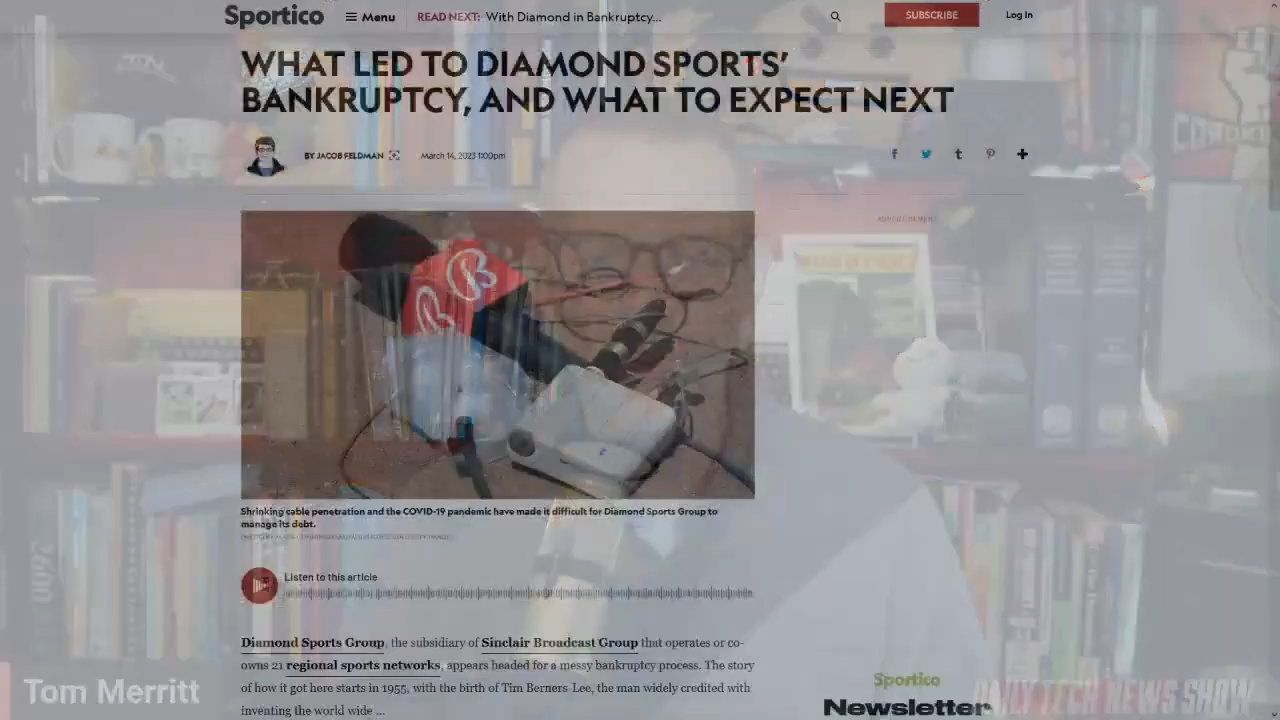 Sportico
Menu
READ NEXT: With Diamond in Bankruptcy...
SUBSCRIBE
Log In
WHAT LED TO DIAMOND SPORTS'
BANKRUPTCY, AND WHAT TO EXPECT NEXT
BY JACOB FELDMAN
March 14, 2023 1:00pm
ADVERTISEMENT
Shrinking cable penetration and the COVID-19 pandemic have made it difficult for Diamond Sports Group to
manage its debt.
Listen to this article
Diamond Sports Group, the subsidiary of Sinclair Broadcast Group that operates or co-
owns 21 regional sports networks, appears headed for a messy bankruptcy process. The story
of how it got here starts in 1955, with the birth of Tim Berners-Lee, the man widely credited with
inventing the world wide ...
Sportico
Newsletter
Tom Merritt
DAILY TECH NEWS SHOW